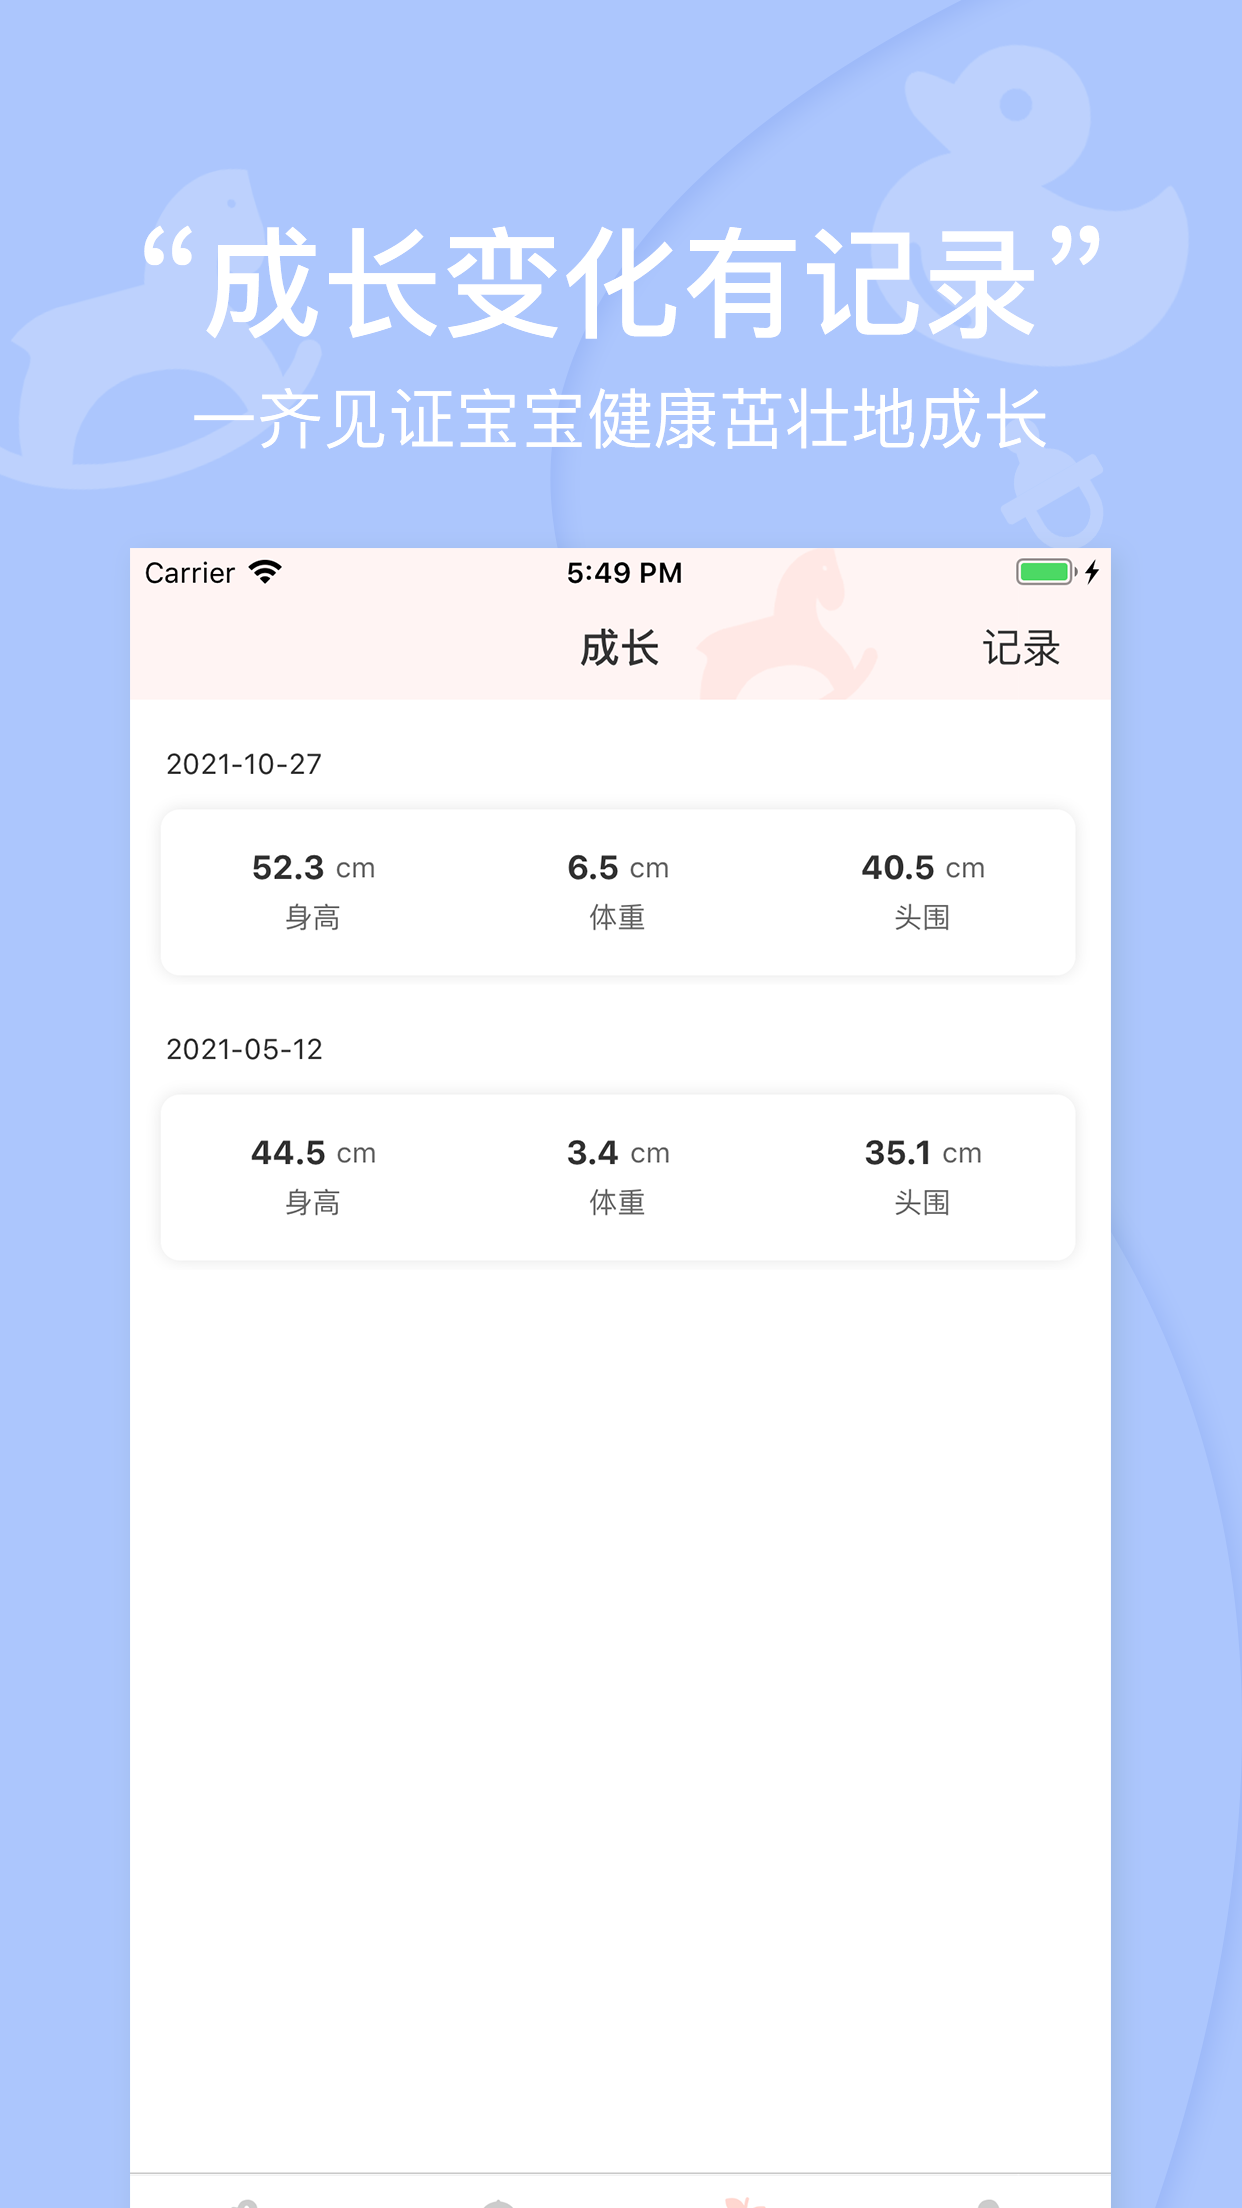 “成长变化有记录”
一齐见证宝宝健康茁壮地成长
Carrier 5:49 PM
成长 记录
2021-10-27
52.3 cm 6.5 cm 40.5 cm
身高 体重 头围
2021-05-12
44.5 cm 3.4 cm 35.1 cm
身高 体重 头围